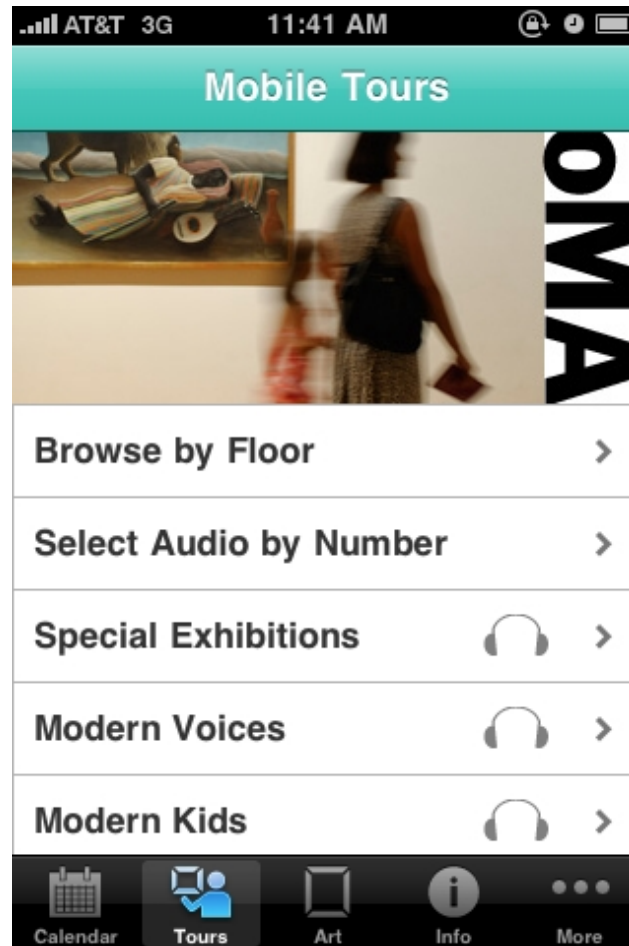 AT&T 3G 11:41 AM
Mobile Tours
oMA
Browse by Floor
Select Audio by Number
Special Exhibitions
Modern Voices
Modern Kids
Calendar Tours Art Info More